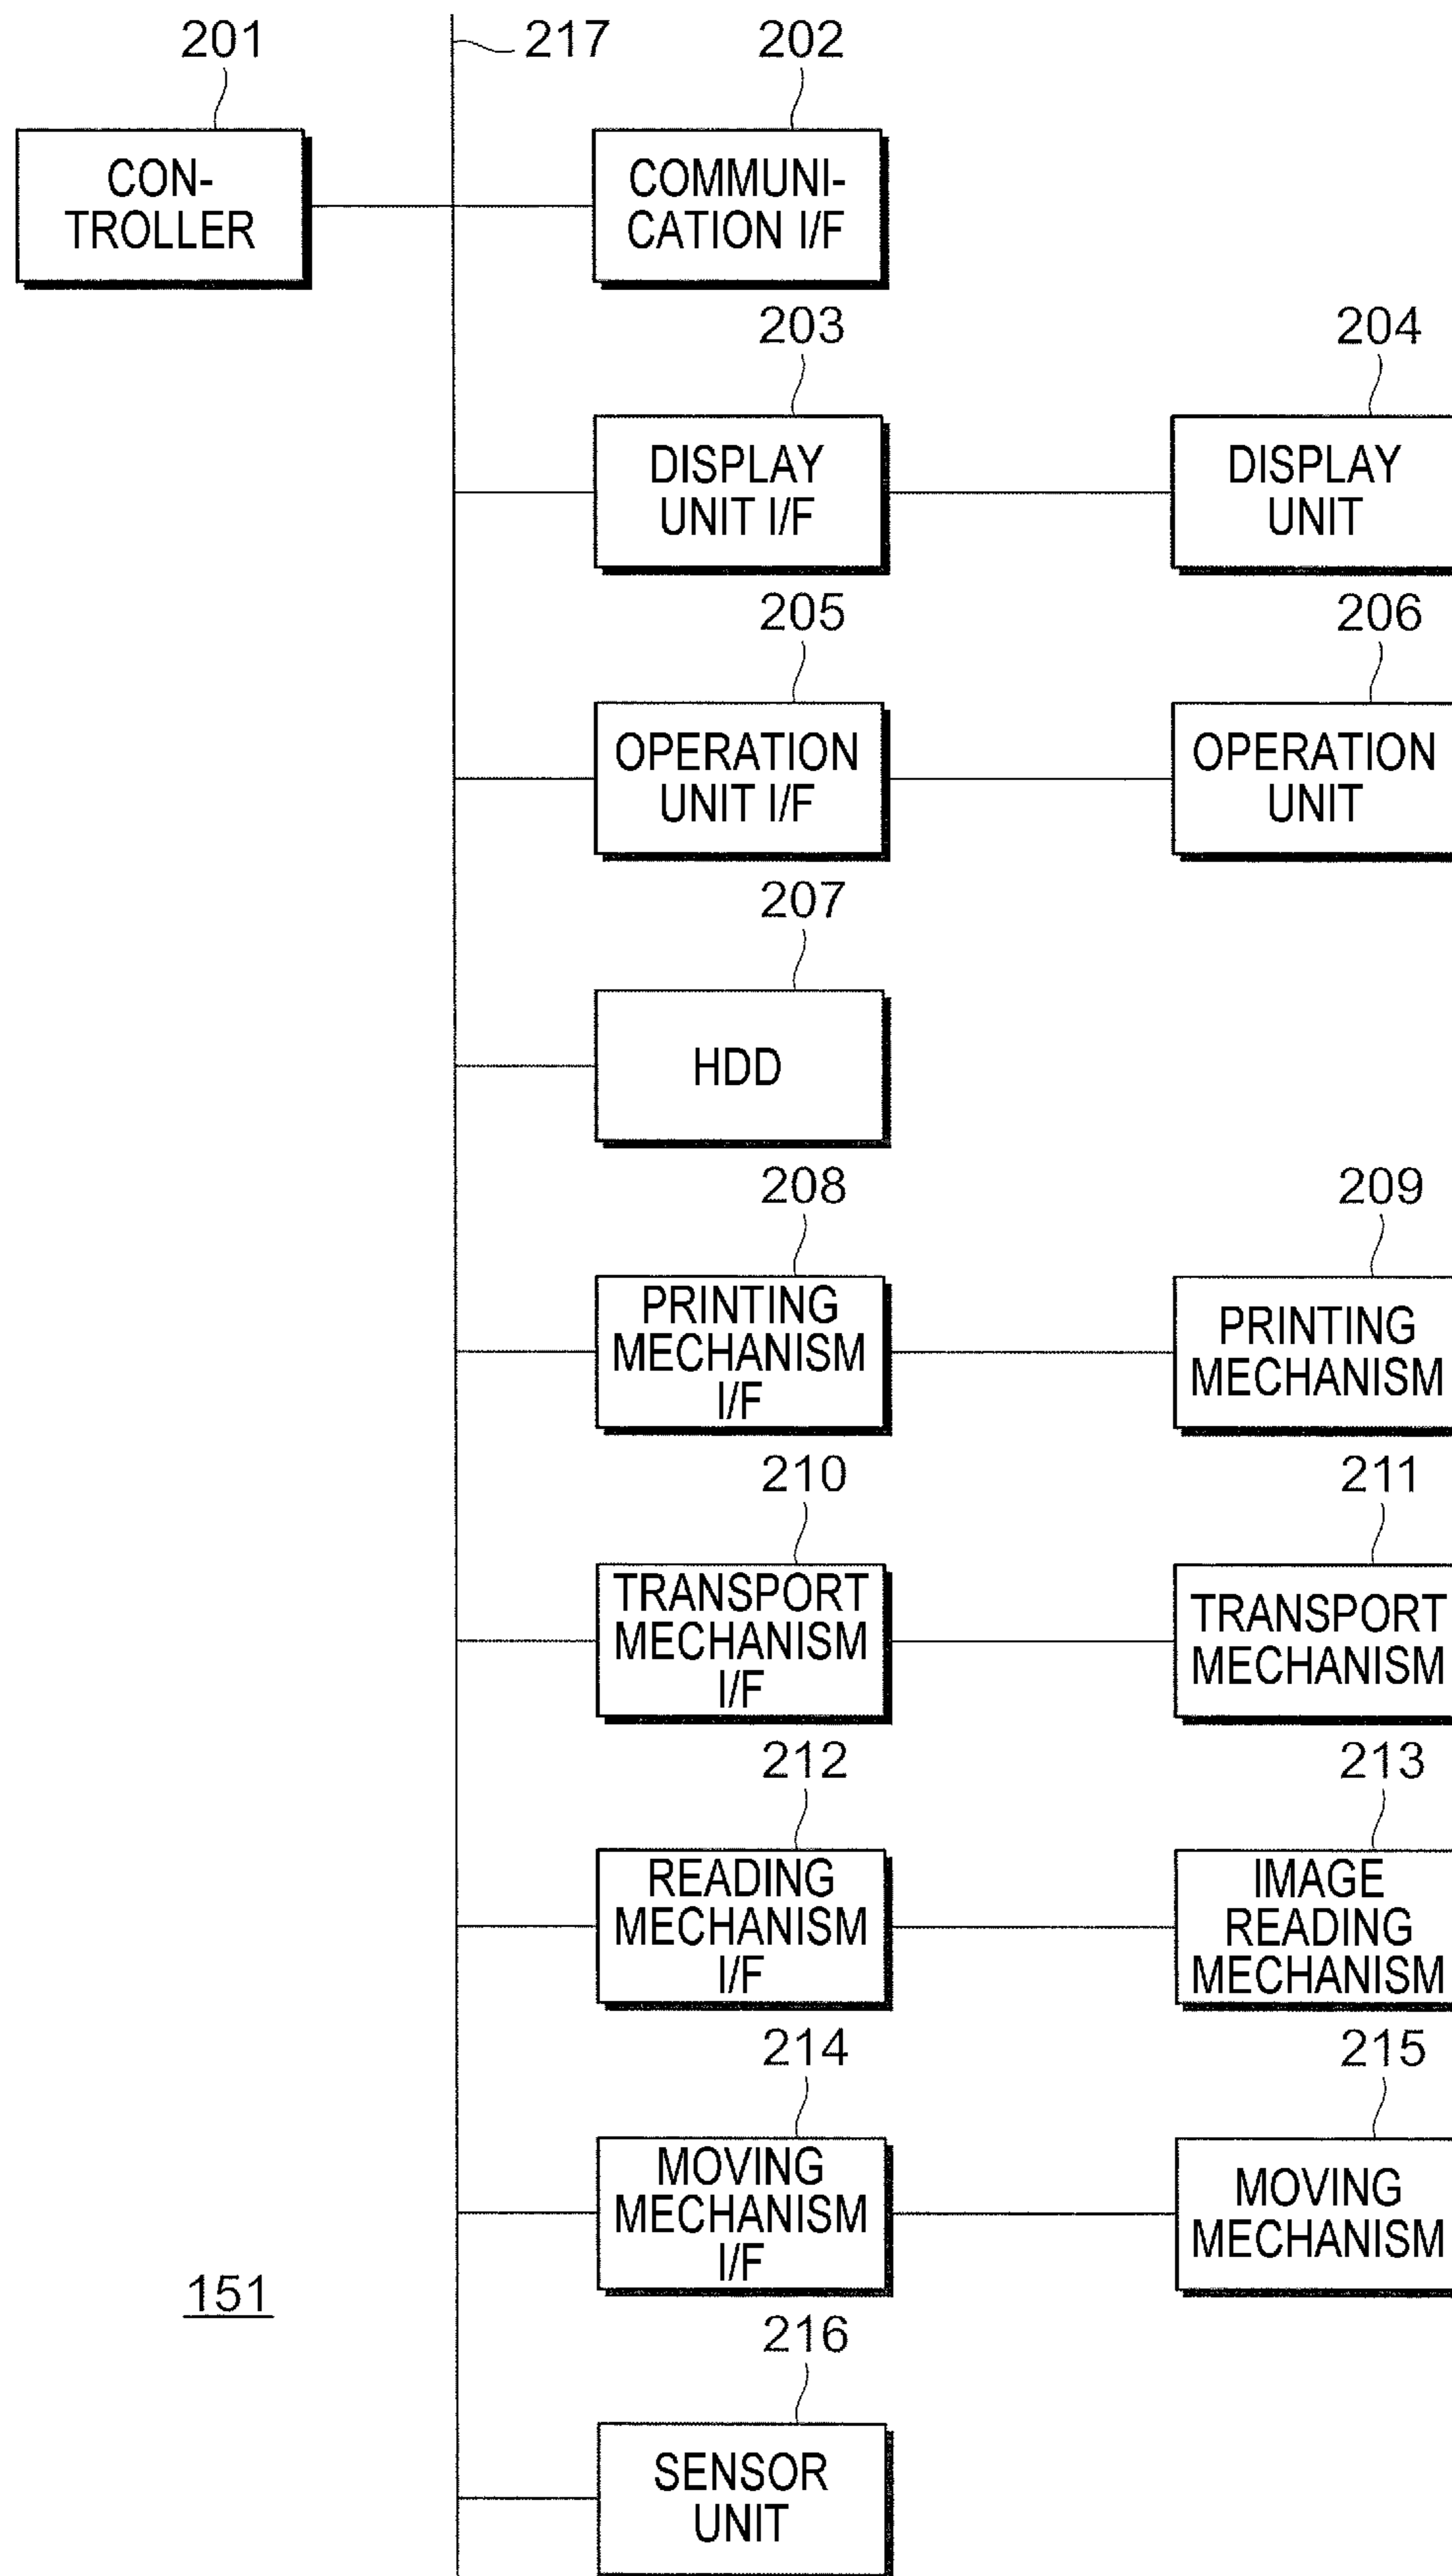 201
217
202
CON-
TROLLER
COMMUNI-
CATION I/F
203
204
DISPLAY
UNIT I/F
DISPLAY
UNIT
205
206
OPERATION
UNIT I/F
OPERATION
UNIT
207
HDD
208
209
PRINTING
MECHANISM
I/F
PRINTING
MECHANISM
210
211
TRANSPORT
MECHANISM
I/F
TRANSPORT
MECHANISM
212
213
READING
MECHANISM
I/F
IMAGE
READING
MECHANISM
214
215
MOVING
MECHANISM
I/F
MOVING
MECHANISM
151
216
SENSOR
UNIT